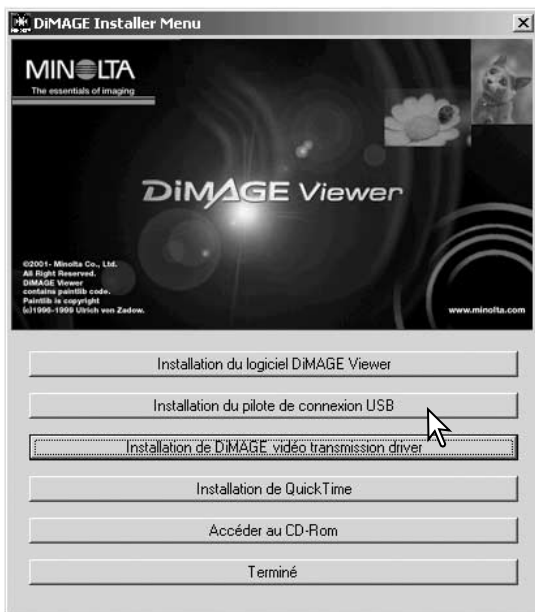 DiMAGE Installer Menu
MINOLTA
The essentials of imaging
DiMAGE Viewer
©2001- Minolta Co., Ltd.
All Right Reserved.
DiMAGE Viewer
contains paintlib code.
Paintlib is copyright
(c)1996-1999 Ulrich von Zadow.
www.minolta.com
Installation du logiciel DiMAGE Viewer
Installation du pilote de connexion USB
Installation de DiMAGE vidéo transmission driver
Installation de QuickTime
Accéder au CD-Rom
Terminé